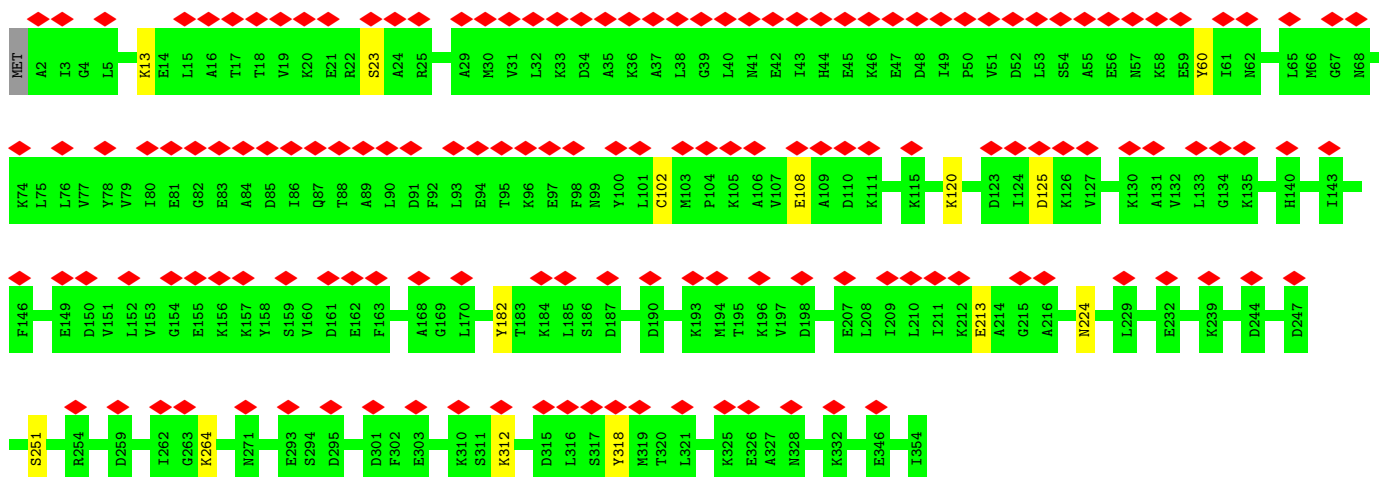 MET A2 I3 G4 L5 K13 E14 L15 A16 T17 T18 V19 K20 E21 R22 S23 A24 R25 A29 M30 V31 L32 K33 D34 A35 K36 A37 L38 G39 L40 N41 E42 I43 H44 E45 K46 E47 D48 I49 P50 V51 D52 L53 S54 A55 E56 N57 K58 E59 Y60 I61 N62 L65 M66 G67 N68
K74 L75 L76 V77 Y78 V79 I80 E81 G82 E83 A84 D85 I86 Q87 T88 A89 L90 D91 F92 L93 E94 T95 K96 E97 F98 N99 Y100 L101 C102 M103 P104 K105 A106 V107 E108 A109 D110 K111 K115 K120 D123 I124 D125 K126 V127 K130 A131 V132 L133 G134 K135 H140 I143
F146 E149 D150 V151 L152 V153 G154 E155 K156 K157 Y158 S159 V160 D161 E162 F163 A168 G169 L170 Y182 T183 K184 L185 S186 D187 D190 K193 M194 T195 K196 V197 D198 E207 L208 I209 L210 I211 K212 E213 A214 G215 A216 N224 L229 E232 K239 D244 D247
S251 R254 D259 I262 G263 K264 N271 E293 S294 D295 D301 F302 E303 K310 S311 K312 D315 L316 S317 Y318 M319 T320 L321 K325 E326 A327 N328 K332 E346 I354